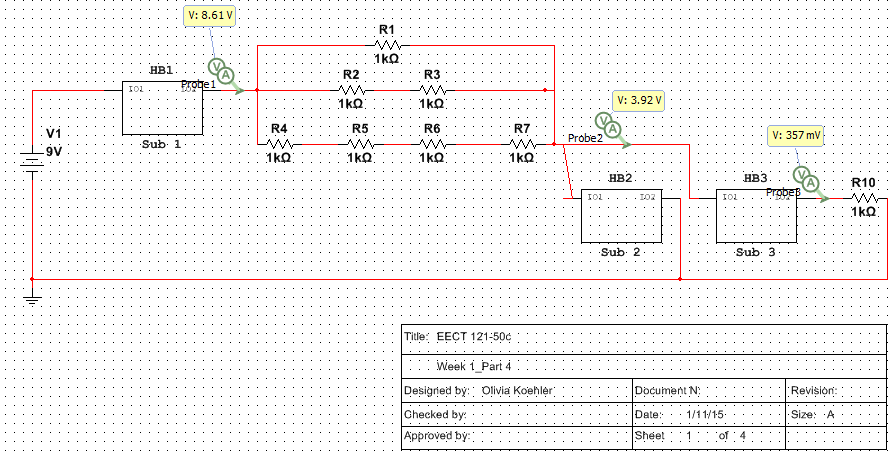 V: 8.61 V
R1
1kΩ
HB1
IO1
IO2
Probe1
Sub 1
R2
1kΩ
R3
1kΩ
V1
9V
R4
1kΩ
R5
1kΩ
R6
1kΩ
R7
1kΩ
V: 3.92 V
V
A
Probe2
V: 357 mV
HB2
IO1
IO2
Sub 2
HB3
IO1
IO2
Probe3
Sub 3
V
A
R10
1kΩ
V
A
Title: EECT 121-50c
Week 1_Part 4
Designed by: Olivia Koehler
Document N:
Revision:
Checked by:
Date: 1/11/15
Size: A
Approved by:
Sheet 1 of 4